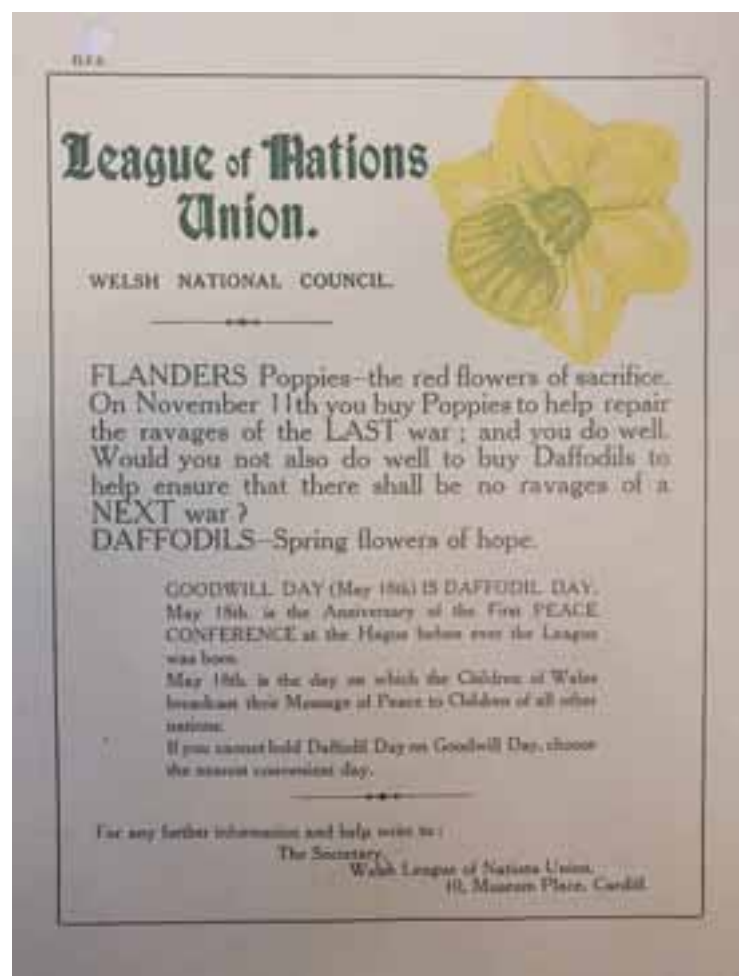 League of Nations
Union.
WELSH NATIONAL COUNCIL.
FLANDERS Poppies—the red flowers of sacrifice.
On November 11th you buy Poppies to help repair
the ravages of the LAST war ; and you do well.
Would you not also do well to buy Daffodils to
help ensure that there shall be no ravages of a
NEXT war ?
DAFFODILS—Spring flowers of hope.
GOODWILL DAY (May 18th) IS DAFFODIL DAY.
May 18th. is the Anniversary of the First PEACE
CONFERENCE at the Hague before ever the League
was born.
May 18th. is the day on which the Children of Wales
broadcast their Message of Peace to Children of all other
nations.
If you cannot hold Daffodil Day on Goodwill Day, choose
the nearest convenient day.
For any further information and help write to :
The Secretary,
Welsh League of Nations Union,
10, Museum Place, Cardiff.